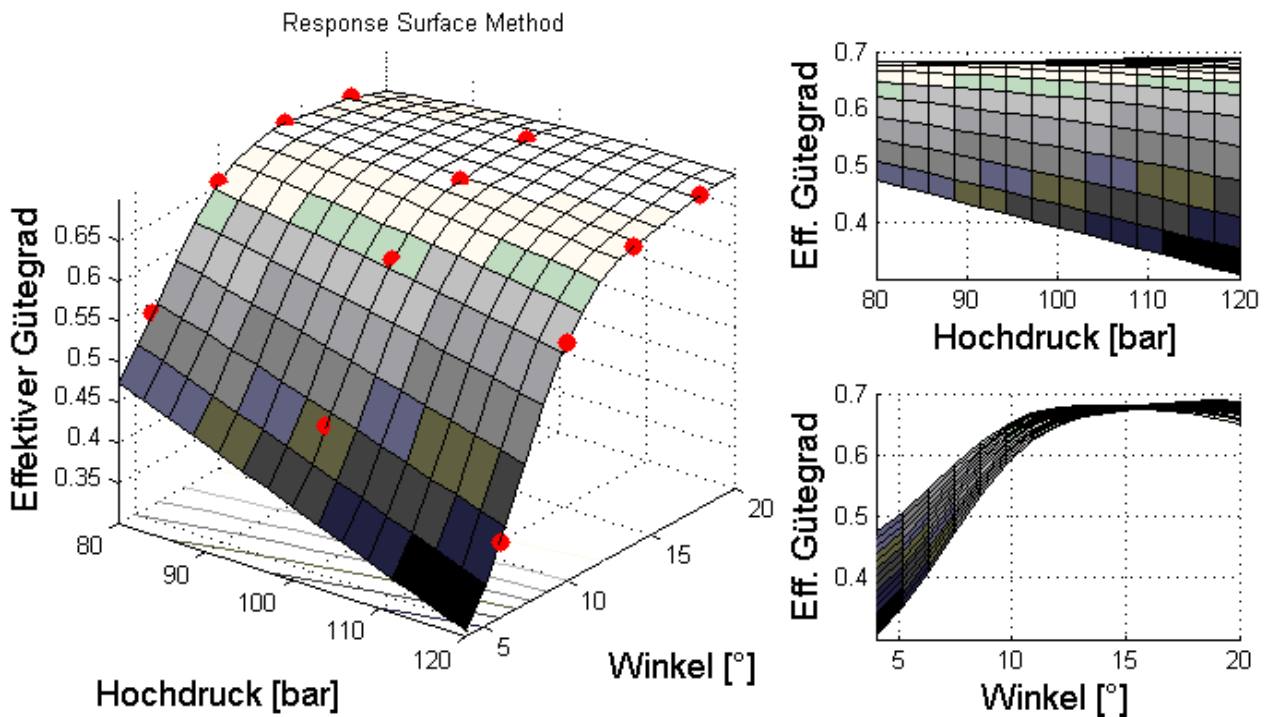 Response Surface Method
Effektiver Gütegrad
0.65
0.6
0.55
0.5
0.45
0.4
0.35
80
90
100
110
120
Hochdruck [bar]
5
10
15
20
Winkel [°]
Eff. Gütegrad
0.7
0.6
0.5
0.4
80 90 100 110 120
Hochdruck [bar]
Eff. Gütegrad
0.7
0.6
0.5
0.4
5 10 15 20
Winkel [°]